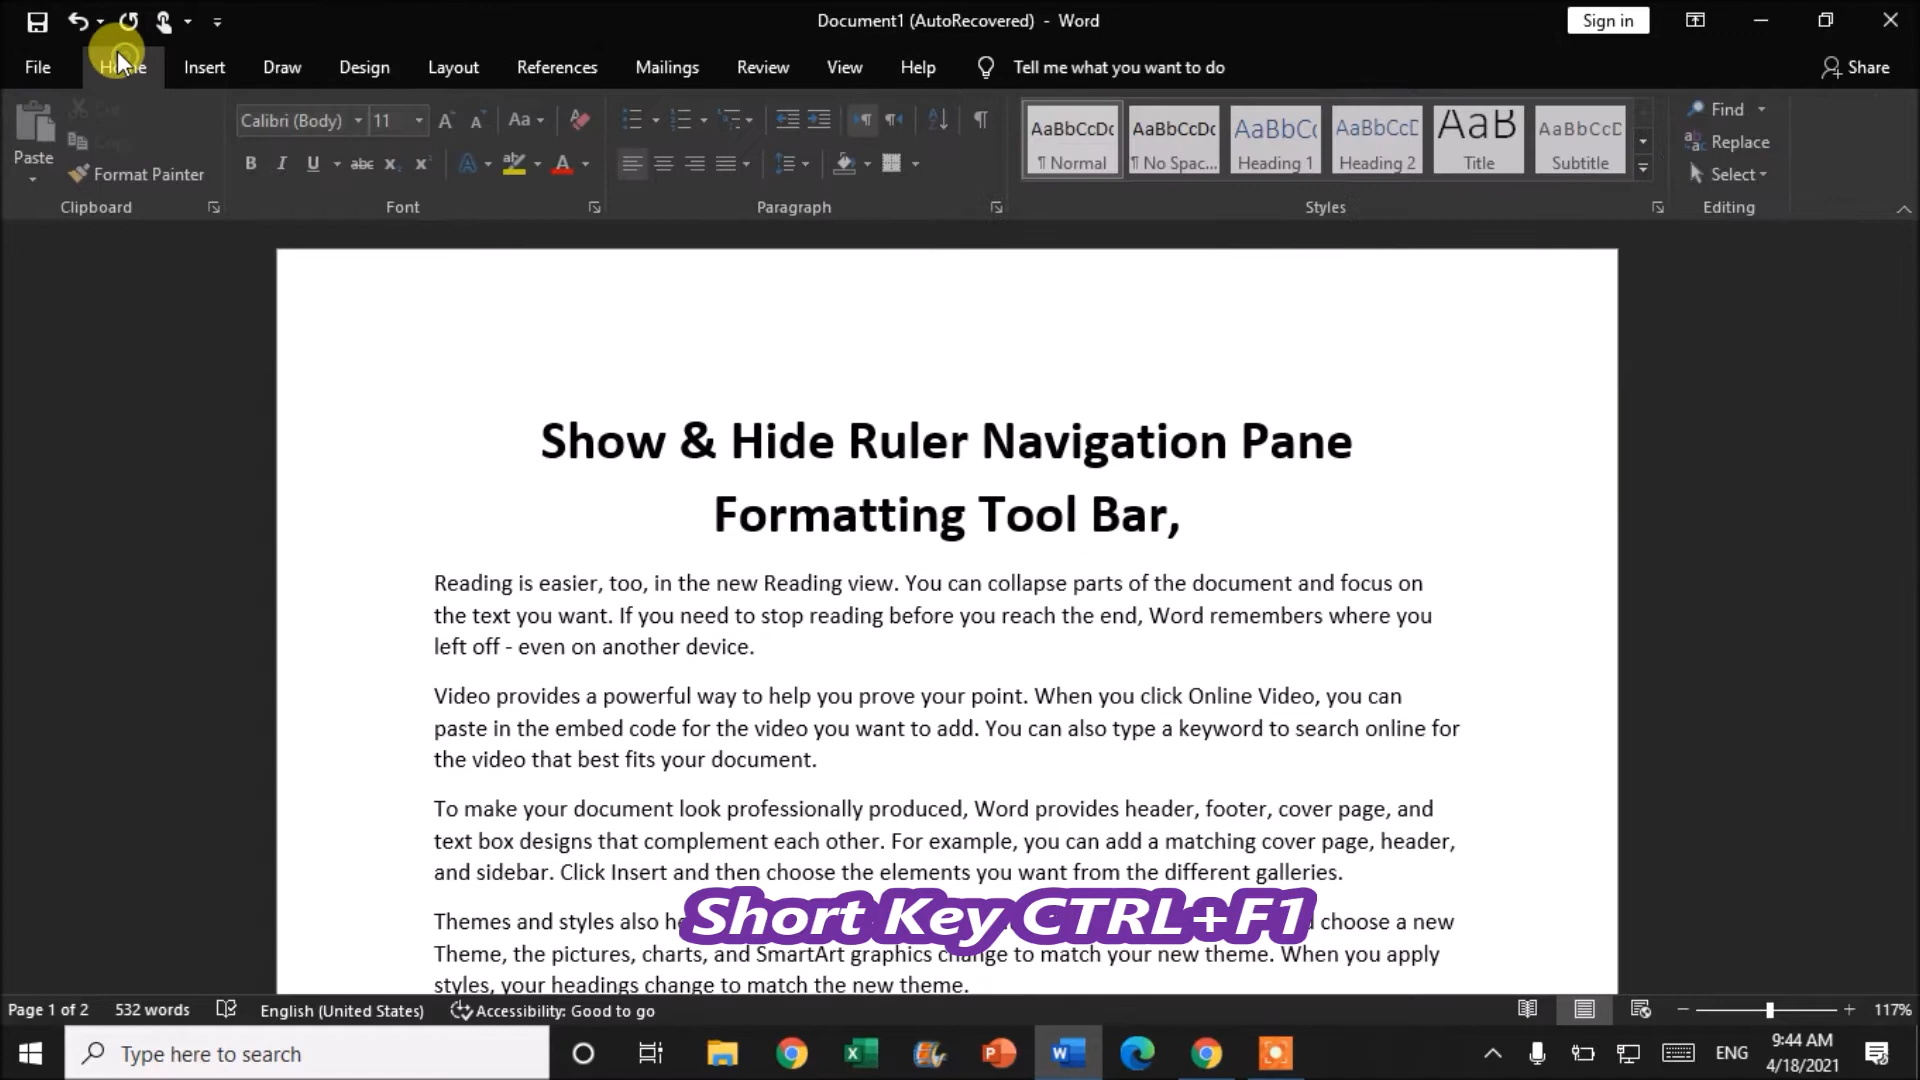 Document1 (AutoRecovered) - Word
Sign in
File
Home
Insert
Draw
Design
Layout
References
Mailings
Review
View
Help
Tell me what you want to do
Share
Paste
Cut
Copy
Format Painter
Clipboard
Calibri (Body)
11
Aa
B I U abc x₂ x²
Font
Paragraph
AaBbCcDc
¶ Normal
AaBbCcDc
¶ No Spac...
AaBbCc
Heading 1
AaBbCcD
Heading 2
AaB
Title
AaBbCcD
Subtitle
Styles
Find
Replace
Select
Editing
Show & Hide Ruler Navigation Pane
Formatting Tool Bar,
Reading is easier, too, in the new Reading view. You can collapse parts of the document and focus on
the text you want. If you need to stop reading before you reach the end, Word remembers where you
left off - even on another device.
Video provides a powerful way to help you prove your point. When you click Online Video, you can
paste in the embed code for the video you want to add. You can also type a keyword to search online for
the video that best fits your document.
To make your document look professionally produced, Word provides header, footer, cover page, and
text box designs that complement each other. For example, you can add a matching cover page, header,
and sidebar. Click Insert and then choose the elements you want from the different galleries.
Themes and styles also choose a new
Short Key CTRL+F1
Theme, the pictures, charts, and SmartArt graphics change to match your new theme. When you apply
styles, your headings change to match the new theme.
Page 1 of 2
532 words
English (United States)
Accessibility: Good to go
117%
Type here to search
ENG
9:44 AM
4/18/2021